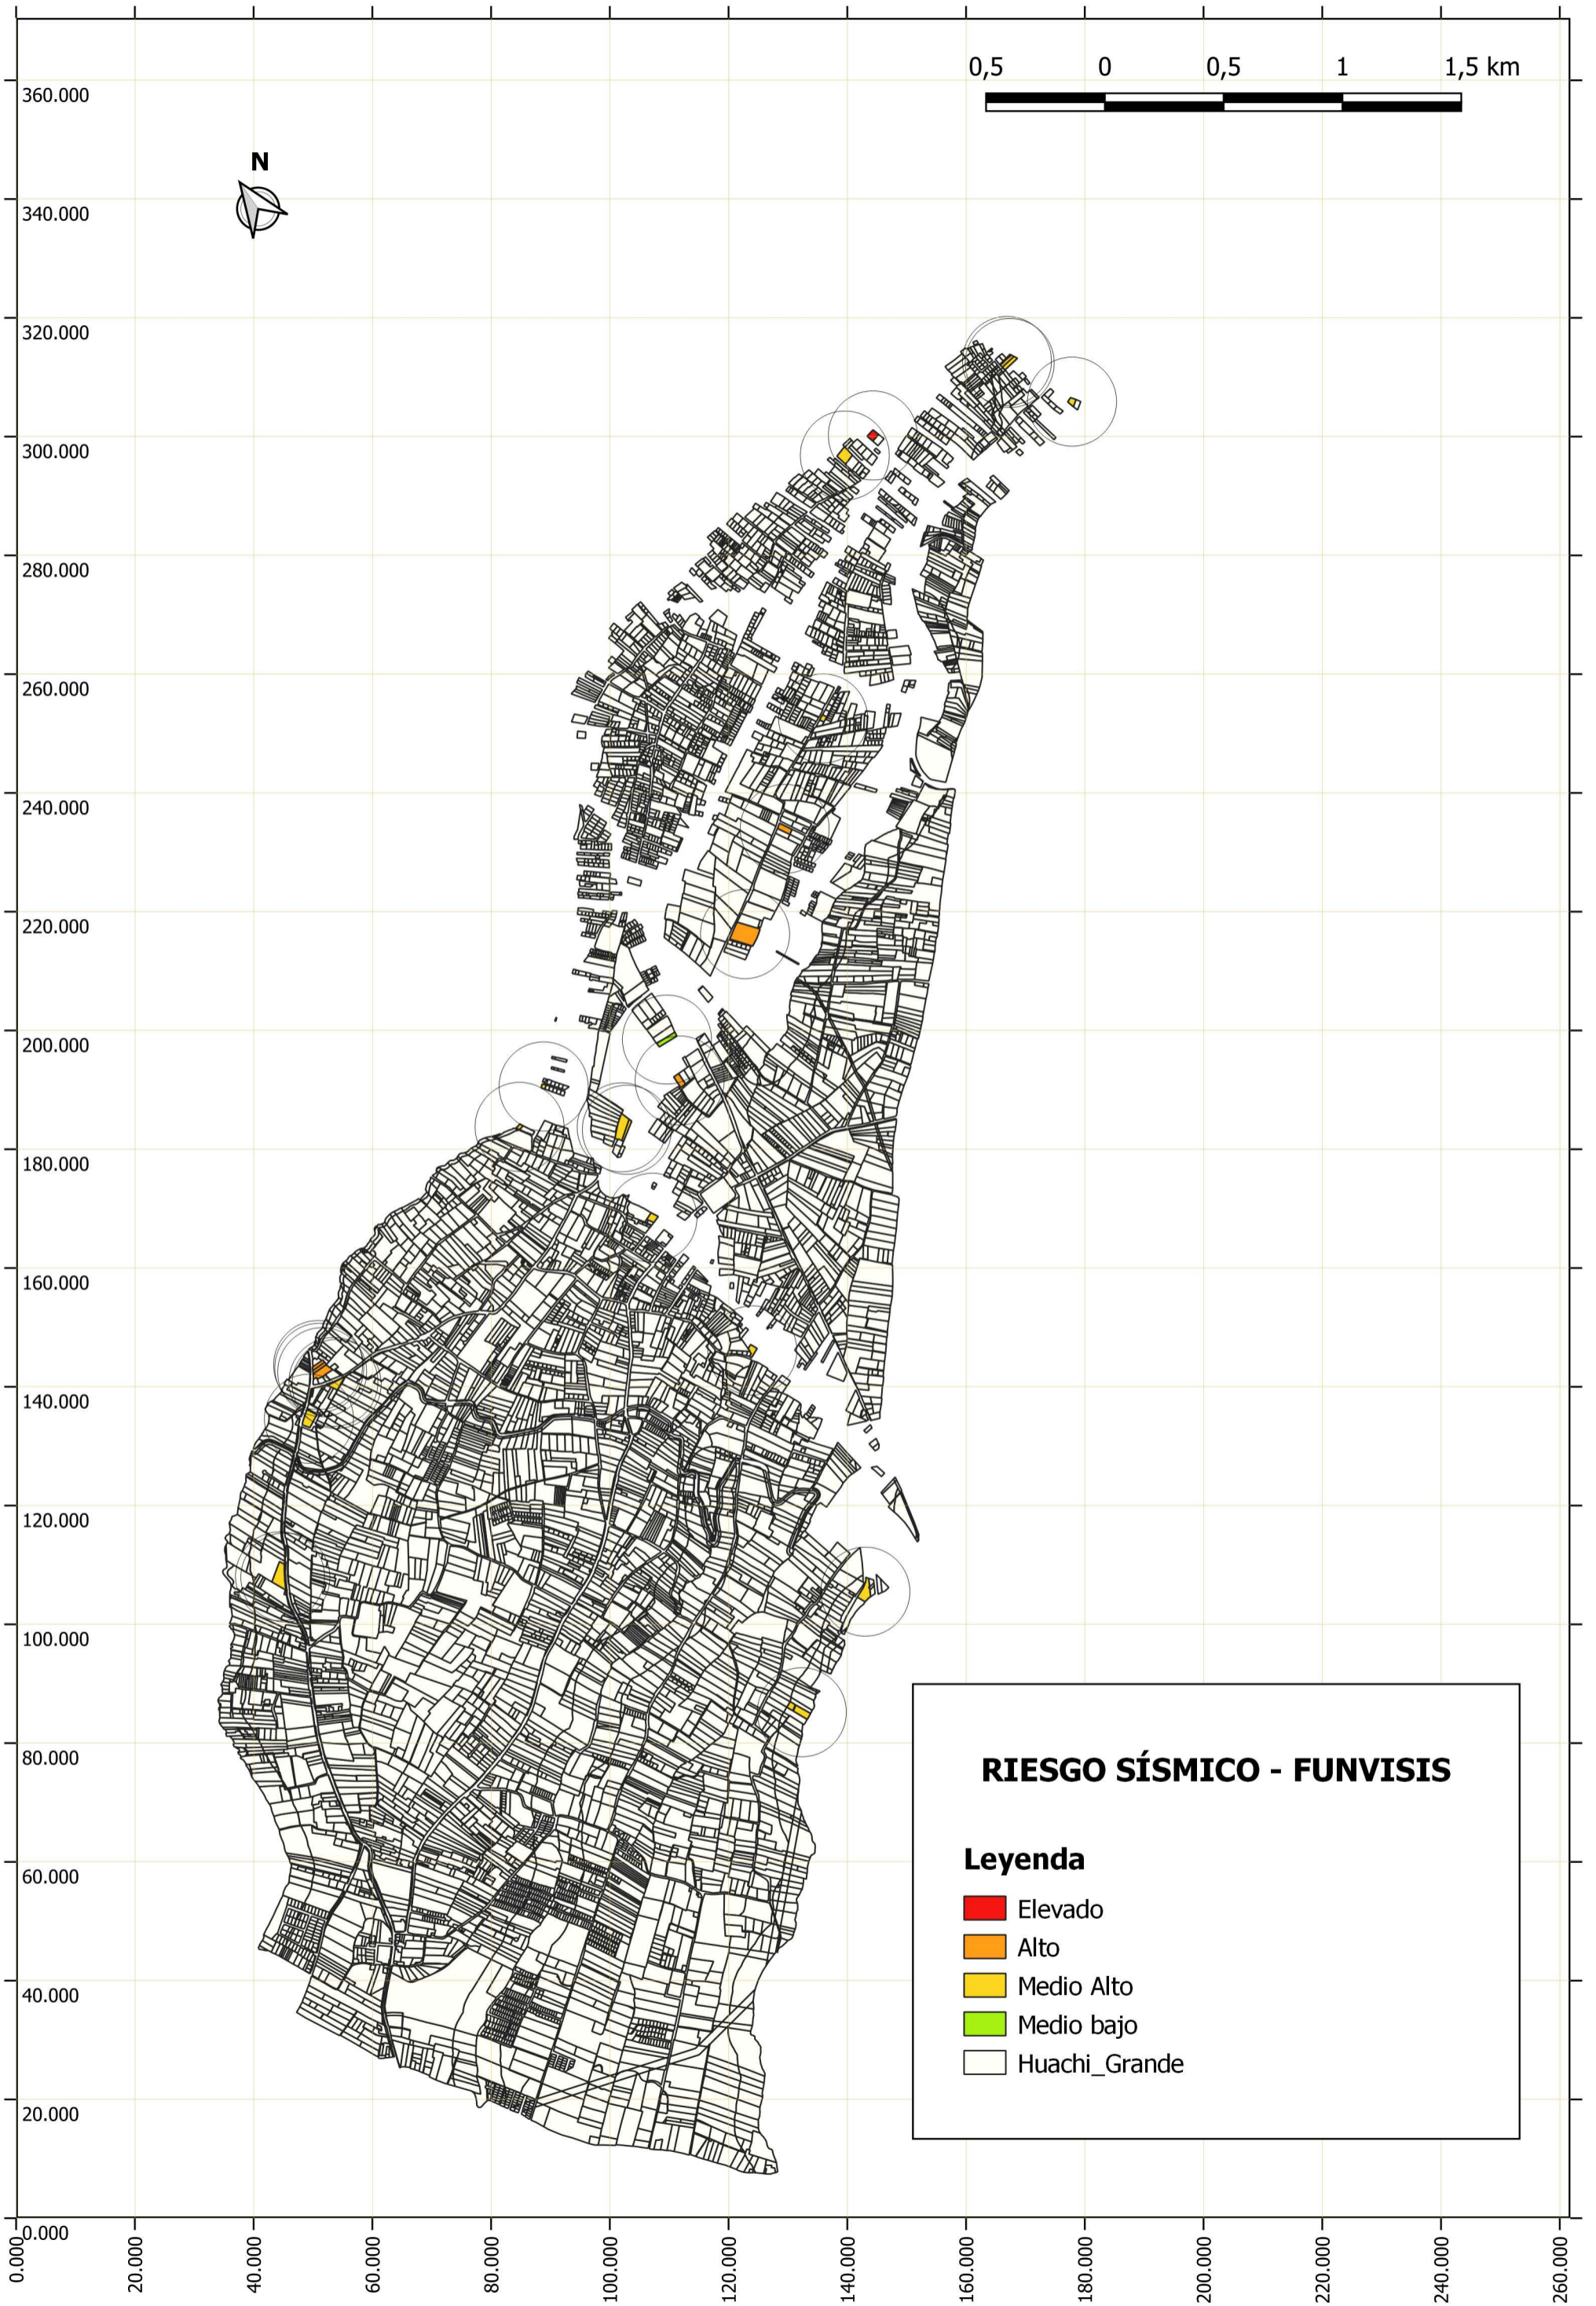 0,5 0 0,5 1 1,5 km
360.000
N
340.000
320.000
300.000
280.000
260.000
240.000
220.000
200.000
180.000
160.000
140.000
120.000
100.000
80.000
RIESGO SÍSMICO - FUNVISIS
Leyenda
60.000
Elevado
Alto
40.000
Medio Alto
Medio bajo
Huachi_Grande
20.000
0.000
0.000 20.000 40.000 60.000 80.000 100.000 120.000 140.000 160.000 180.000 200.000 220.000 240.000 260.000